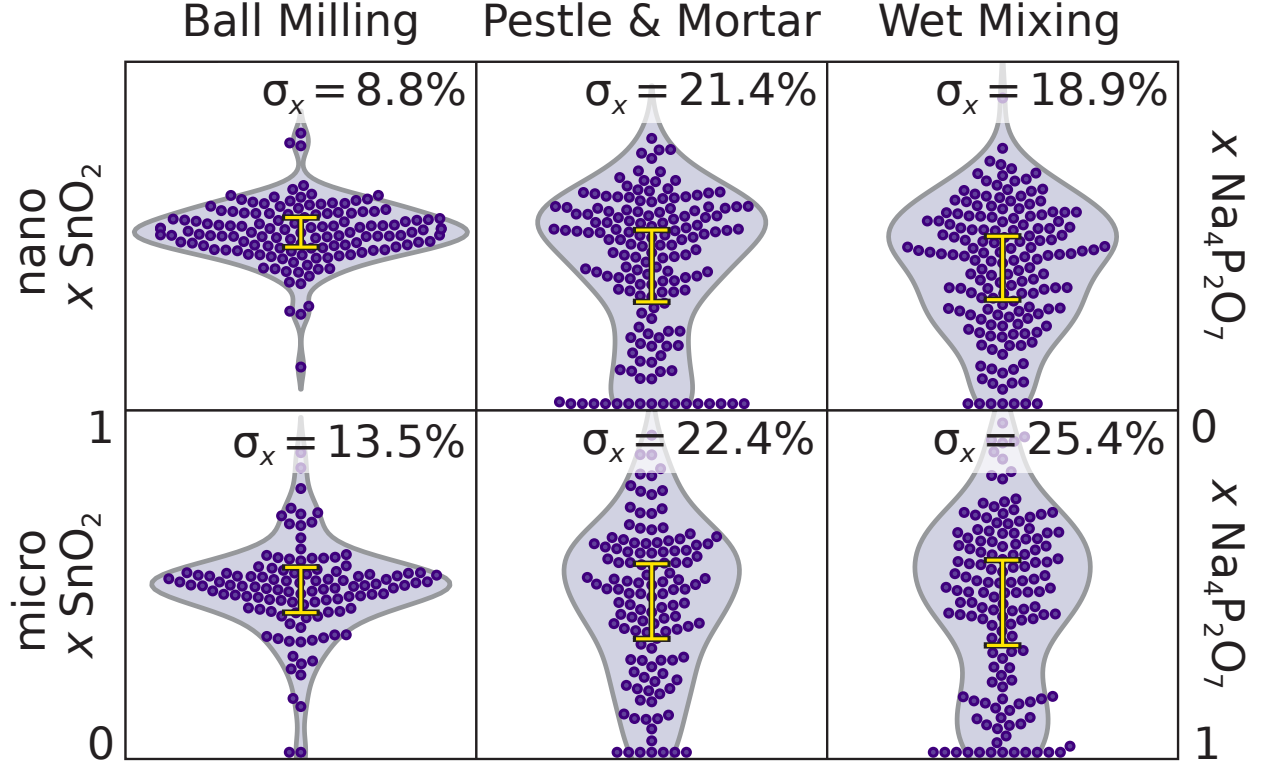 Ball Milling
Pestle & Mortar
Wet Mixing
nano
x SnO₂
σₓ = 8.8%
σₓ = 21.4%
σₓ = 18.9%
x Na₄P₂O₇
1
0
micro
x SnO₂
σₓ = 13.5%
σₓ = 22.4%
σₓ = 25.4%
x Na₄P₂O₇
0
1